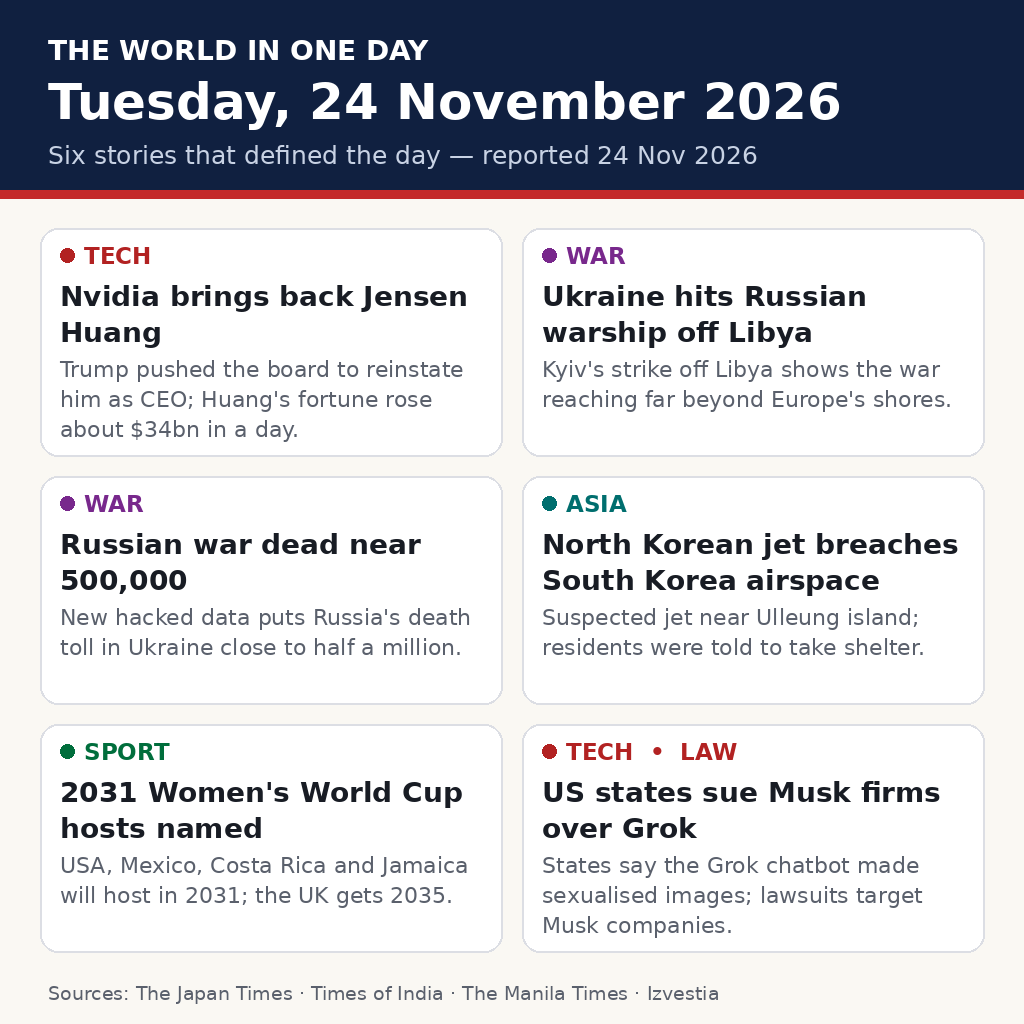 THE WORLD IN ONE DAY
Tuesday, 24 November 2026
Six stories that defined the day — reported 24 Nov 2026
TECH
Nvidia brings back Jensen
Huang
Trump pushed the board to reinstate
him as CEO; Huang's fortune rose
about $34bn in a day.
WAR
Ukraine hits Russian
warship off Libya
Kyiv's strike off Libya shows the war
reaching far beyond Europe's shores.
WAR
Russian war dead near
500,000
New hacked data puts Russia's death
toll in Ukraine close to half a million.
ASIA
North Korean jet breaches
South Korea airspace
Suspected jet near Ulleung island;
residents were told to take shelter.
SPORT
2031 Women's World Cup
hosts named
USA, Mexico, Costa Rica and Jamaica
will host in 2031; the UK gets 2035.
TECH • LAW
US states sue Musk firms
over Grok
States say the Grok chatbot made
sexualised images; lawsuits target
Musk companies.
Sources: The Japan Times · Times of India · The Manila Times · Izvestia